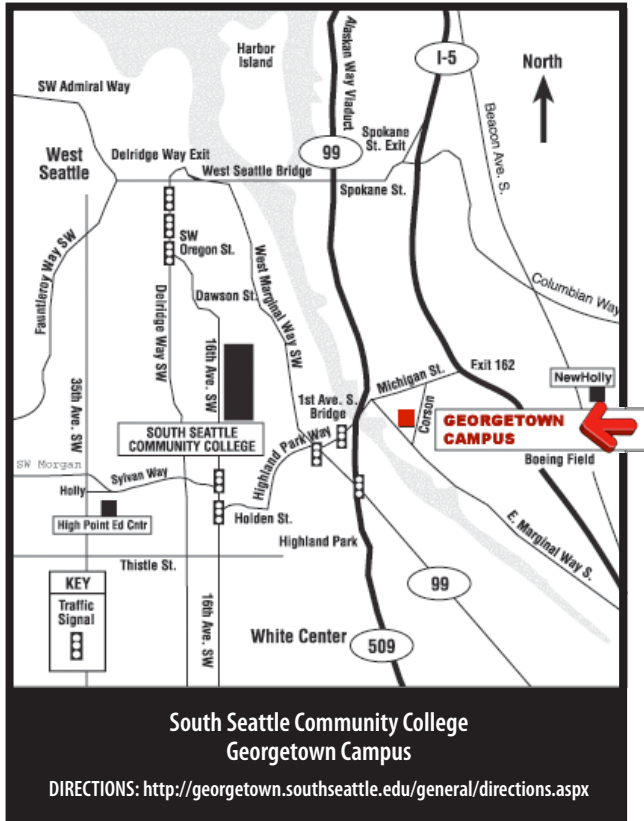 Harbor
Island
Alaskan Way Viaduct
I-5
North
SW Admiral Way
Beacon Ave. S.
Spokane
St. Exit
99
West
Seattle
Delridge Way Exit
West Seattle Bridge
Spokane St.
SW
Oregon St.
Fauntleroy Way SW
West Marginal Way SW
Dawson St.
Columbian Way
Delridge Way SW
16th Ave. SW
35th Ave. SW
Exit 162
Michigan St.
NewHolly
1st Ave. S.
Bridge
Corson
GEORGETOWN
CAMPUS
SOUTH SEATTLE
COMMUNITY COLLEGE
Highland Park Way
Boeing Field
SW Morgan
Sylvan Way
Holly
High Point Ed Cntr
Holden St.
E. Marginal Way S.
Highland Park
Thistle St.
KEY
Traffic
Signal
16th Ave. SW
99
White Center
509
South Seattle Community College
Georgetown Campus
DIRECTIONS: http://georgetown.southseattle.edu/general/directions.aspx